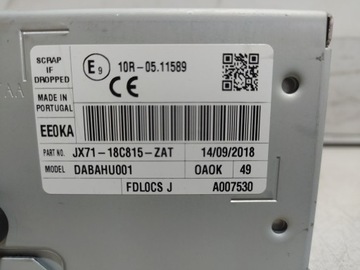 SCRAP IF DROPPED
E9
10R-05.11589
CE
MADE IN PORTUGAL
EE0KA
PART NO. JX71-18C815-ZAT 14/09/2018
MODEL DABAHU001 OAOK 49
FDLOCS J A007530